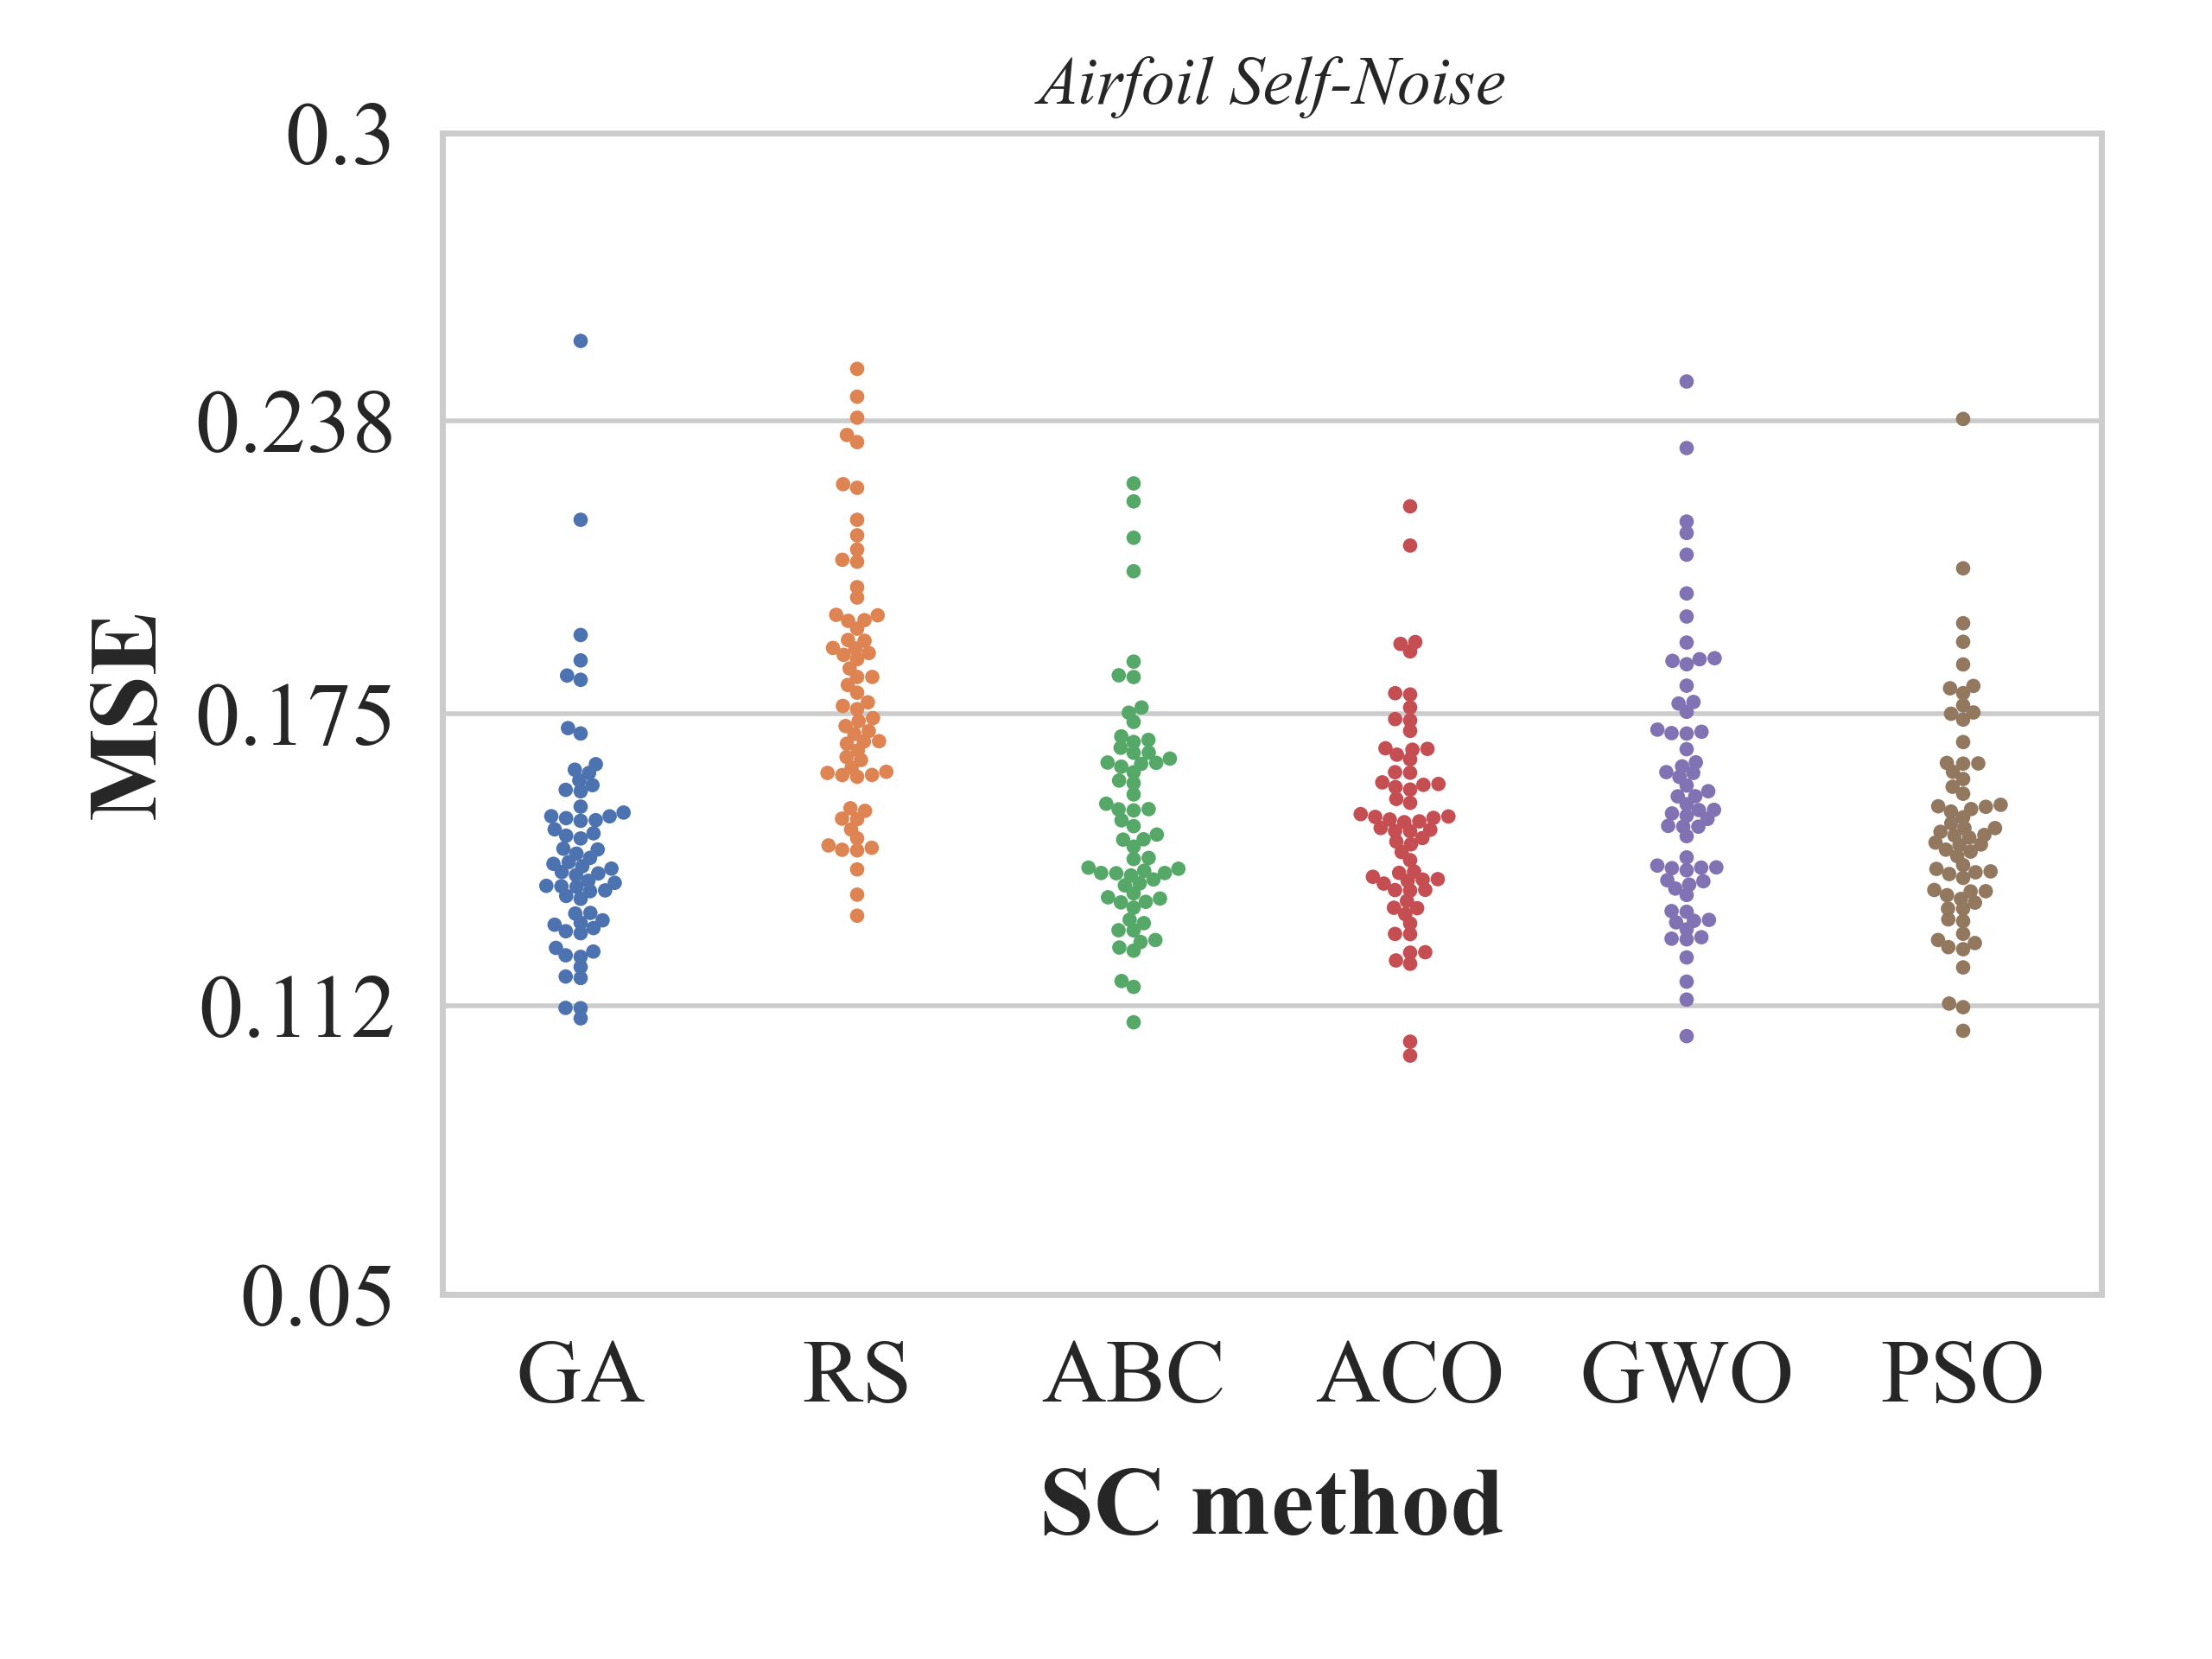 Airfoil Self-Noise
0.3
0.238
0.175
0.112
0.05
MSE
GA RS ABC ACO GWO PSO
SC method